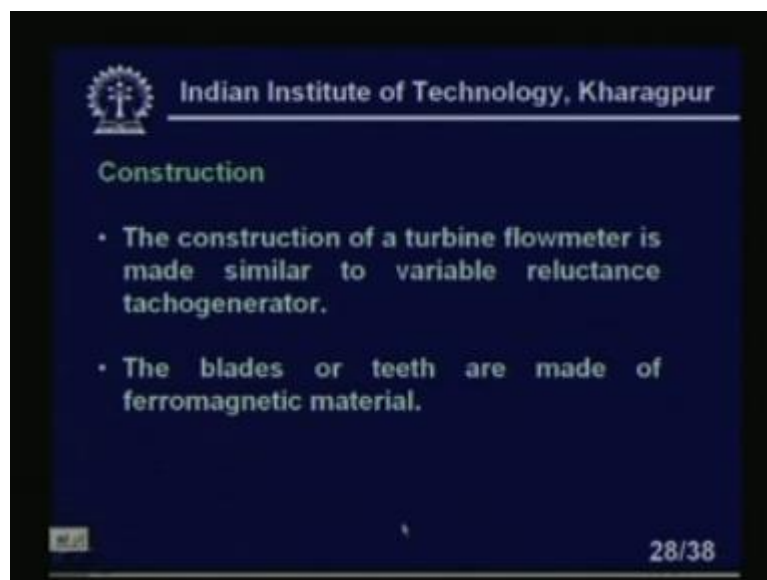 Indian Institute of Technology, Kharagpur
Construction
• The construction of a turbine flowmeter is
made similar to variable reluctance
tachogenerator.
• The blades or teeth are made of
ferromagnetic material.
28/38